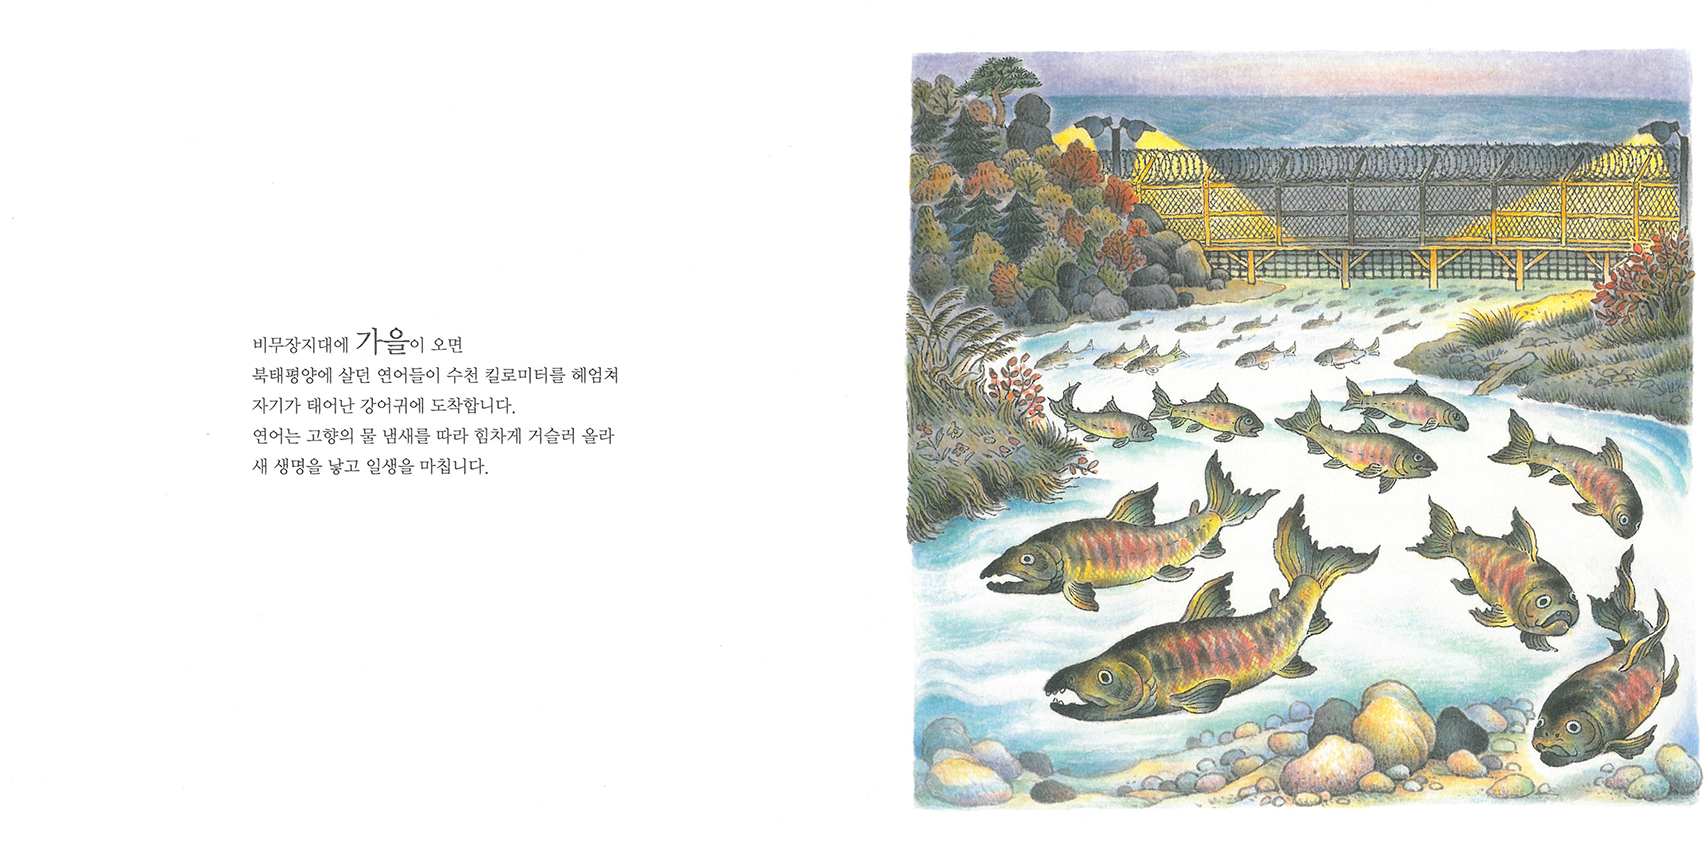 비무장지대에 가을이 오면
북태평양에 살던 연어들이 수천 킬로미터를 헤엄쳐
자기가 태어난 강어귀에 도착합니다.
연어는 고향의 물 냄새를 따라 힘차게 거슬러 올라
새 생명을 낳고 일생을 마칩니다.